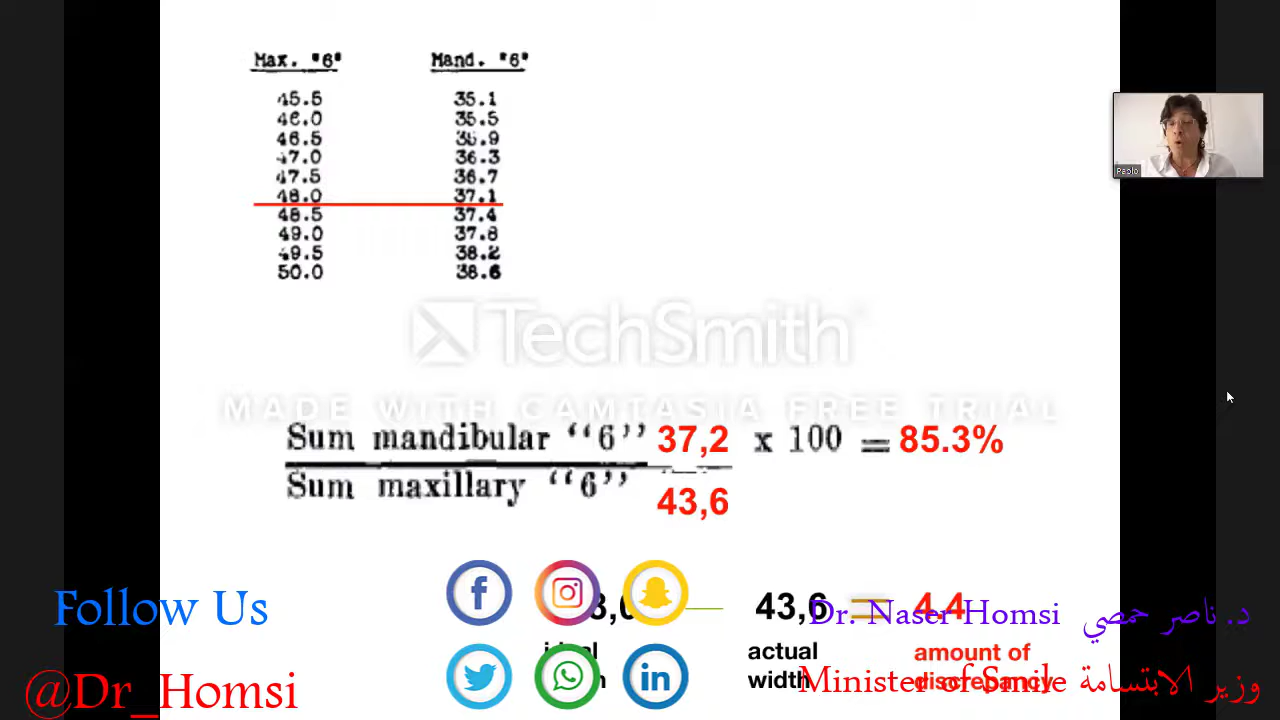 Max. "6" Mand. "6"
45.5 35.1
46.0 35.5
46.5 35.9
47.0 36.3
47.5 36.7
48.0 37.1
48.5 37.4
49.0 37.8
49.5 38.2
50.0 38.6
Paolo
TechSmith
MADE WITH CAMTASIA FREE TRIAL
Sum mandibular "6" 37,2 x 100 = 85.3%
Sum maxillary "6" 43,6
Follow Us
43,6 = 4.4
Dr. Naser Homsi د. ناصر حمصي
actual width
amount of discrepancy
@Dr_Homsi
Minister of Smile وزير الابتسامة